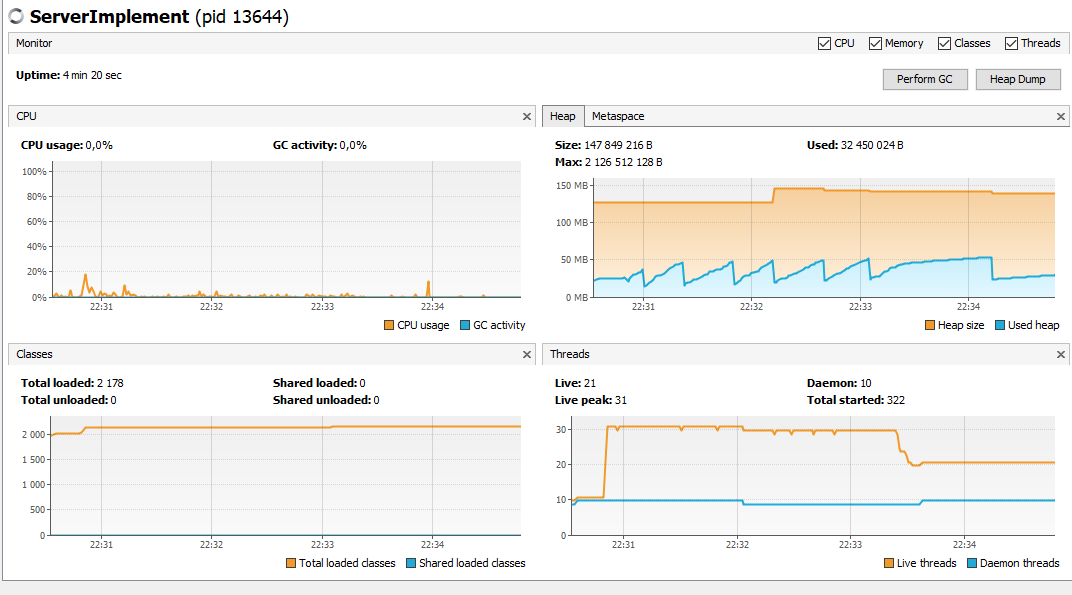 ServerImplement (pid 13644)
Monitor
CPU Memory Classes Threads
Uptime: 4 min 20 sec
Perform GC Heap Dump
CPU
CPU usage: 0,0% GC activity: 0,0%
100%
80%
60%
40%
20%
0%
22:31 22:32 22:33 22:34
CPU usage GC activity
Heap Metaspace
Size: 147 849 216 B Used: 32 450 024 B
Max: 2 126 512 128 B
150 MB
100 MB
50 MB
0 MB
22:31 22:32 22:33 22:34
Heap size Used heap
Classes
Total loaded: 2 178 Shared loaded: 0
Total unloaded: 0 Shared unloaded: 0
2 000
1 500
1 000
500
0
22:31 22:32 22:33 22:34
Total loaded classes Shared loaded classes
Threads
Live: 21 Daemon: 10
Live peak: 31 Total started: 322
30
20
10
0
22:31 22:32 22:33 22:34
Live threads Daemon threads